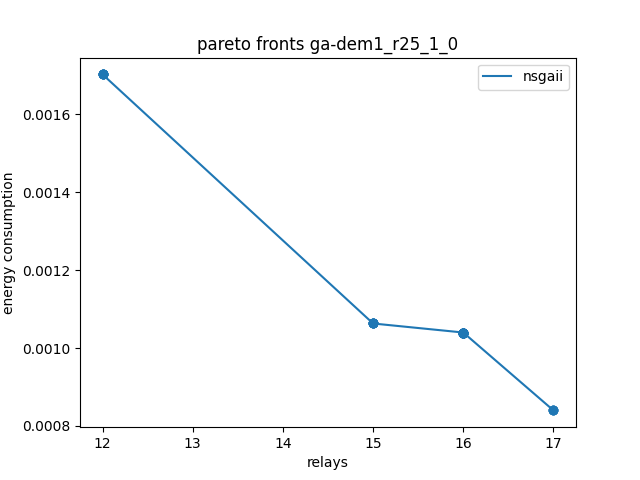 pareto fronts ga-dem1_r25_1_0
nsgaii
energy consumption
0.0016
0.0014
0.0012
0.0010
0.0008
12 13 14 15 16 17
relays